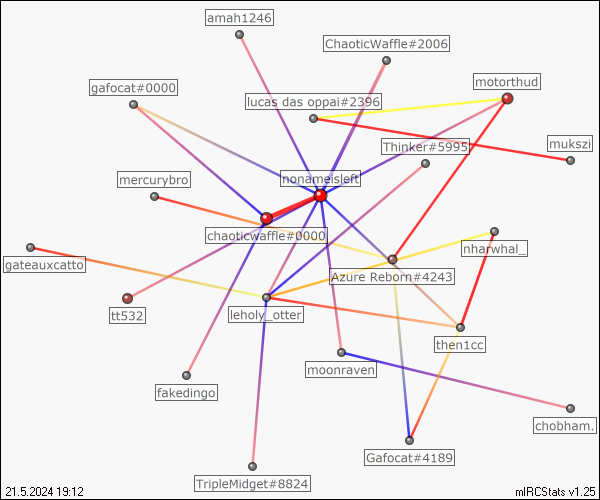 amah1246
ChaoticWaffle#2006
motorthud
gafocat#0000
lucas das oppai#2396
Thinker#5995
mukszi
nonameisleft
mercurybro
chaoticwaffle#0000
nharwhal_
gateauxcatto
Azure Reborn#4243
tt532
leholy_otter
then1cc
moonraven
fakedingo
chobham.
Gafocat#4189
TripleMidget#8824
21.5.2024 19:12
mIRCStats v1.25